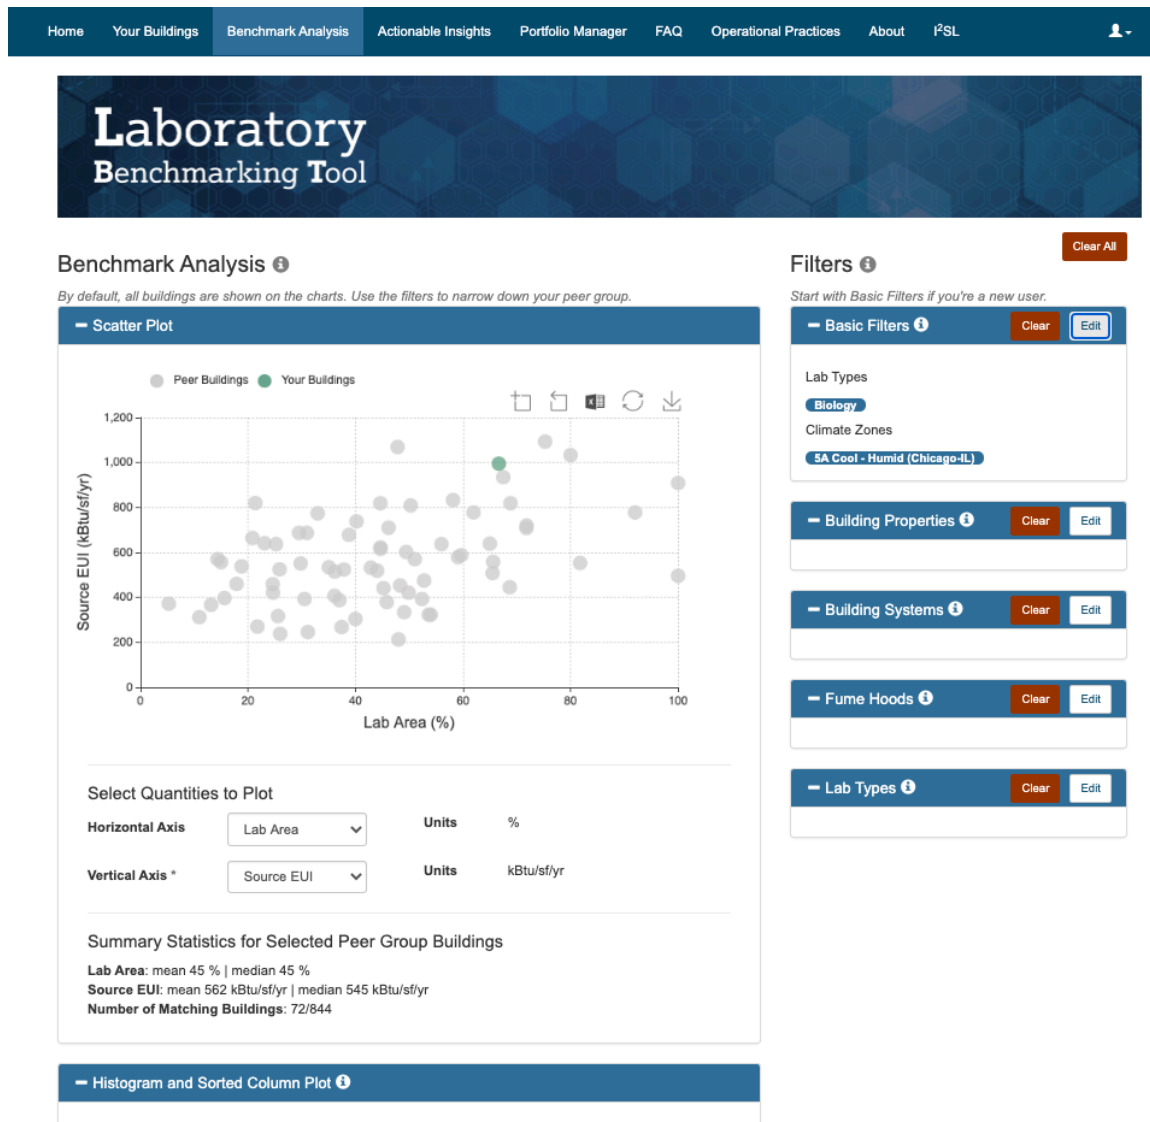 Home Your Buildings Benchmark Analysis Actionable Insights Portfolio Manager FAQ Operational Practices About I²SL
Laboratory
Benchmarking Tool
Clear All
Benchmark Analysis
By default, all buildings are shown on the charts. Use the filters to narrow down your peer group.
Scatter Plot
Peer Buildings Your Buildings
1,200
1,000
800
600
400
200
0
Source EUI (kBtu/sf/yr)
0 20 40 60 80 100
Lab Area (%)
Select Quantities to Plot
Horizontal Axis Lab Area Units %
Vertical Axis * Source EUI Units kBtu/sf/yr
Summary Statistics for Selected Peer Group Buildings
Lab Area: mean 45 % | median 45 %
Source EUI: mean 562 kBtu/sf/yr | median 545 kBtu/sf/yr
Number of Matching Buildings: 72/844
Histogram and Sorted Column Plot
Filters
Start with Basic Filters if you're a new user.
Basic Filters Clear Edit
Lab Types
Biology
Climate Zones
5A Cool - Humid (Chicago-IL)
Building Properties Clear Edit
Building Systems Clear Edit
Fume Hoods Clear Edit
Lab Types Clear Edit